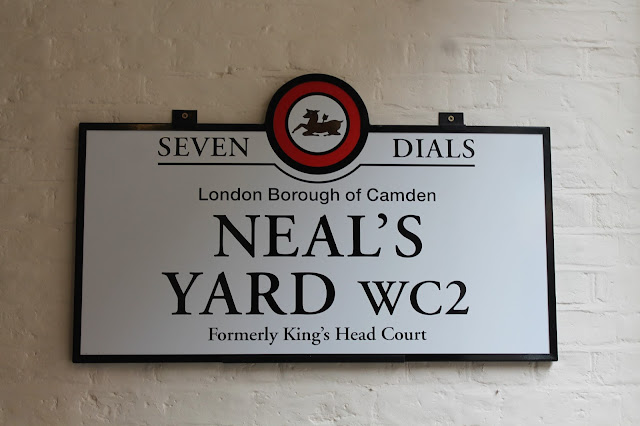 SEVEN DIALS
London Borough of Camden
NEAL'S
YARD WC2
Formerly King's Head Court